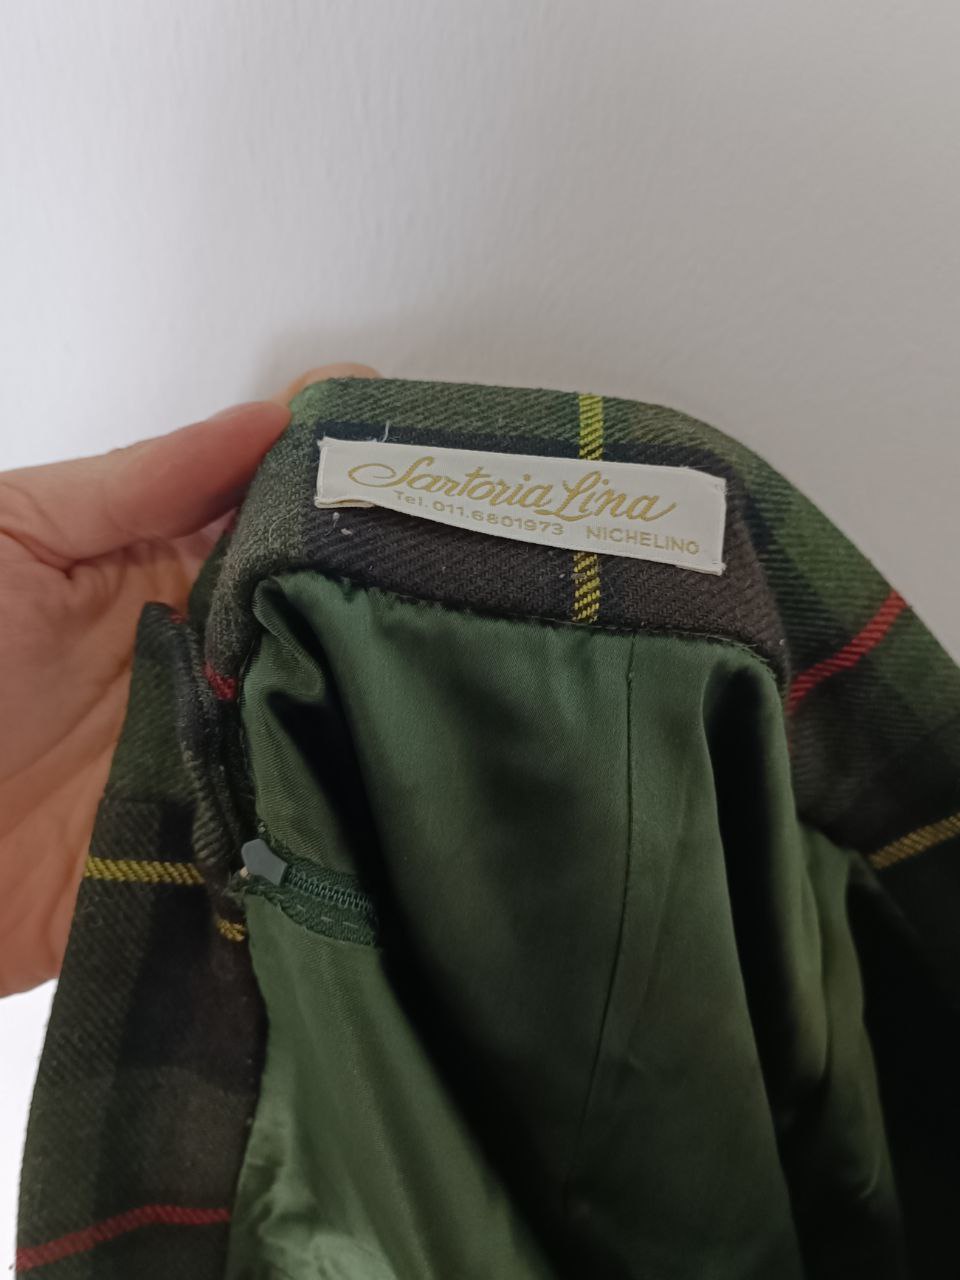 Sartoria Lina
Tel. 011.6801973 NICHELINO